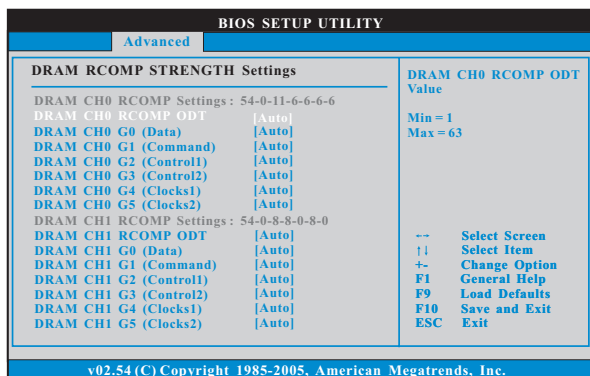 BIOS SETUP UTILITY
Advanced
DRAM RCOMP STRENGTH Settings
DRAM CH0 RCOMP Settings : 54-0-11-6-6-6-6
DRAM CH0 RCOMP ODT [Auto]
DRAM CH0 G0 (Data) [Auto]
DRAM CH0 G1 (Command) [Auto]
DRAM CH0 G2 (Control1) [Auto]
DRAM CH0 G3 (Control2) [Auto]
DRAM CH0 G4 (Clocks1) [Auto]
DRAM CH0 G5 (Clocks2) [Auto]
DRAM CH1 RCOMP Settings : 54-0-8-8-0-8-0
DRAM CH1 RCOMP ODT [Auto]
DRAM CH1 G0 (Data) [Auto]
DRAM CH1 G1 (Command) [Auto]
DRAM CH1 G2 (Control1) [Auto]
DRAM CH1 G3 (Control2) [Auto]
DRAM CH1 G4 (Clocks1) [Auto]
DRAM CH1 G5 (Clocks2) [Auto]
DRAM CH0 RCOMP ODT
Value
Min = 1
Max = 63
←→ Select Screen
↑↓ Select Item
+- Change Option
F1 General Help
F9 Load Defaults
F10 Save and Exit
ESC Exit
v02.54 (C) Copyright 1985-2005, American Megatrends, Inc.